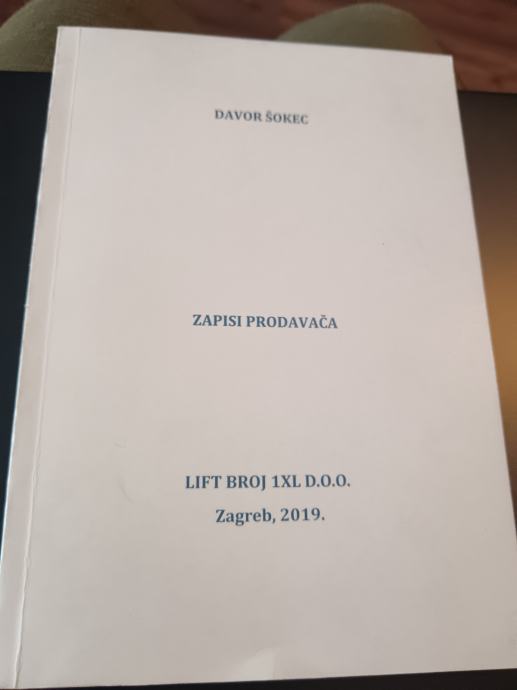 DAVOR ŠOKEC
ZAPISI PRODAVAČA
LIFT BROJ 1XL D.O.O.
Zagreb, 2019.